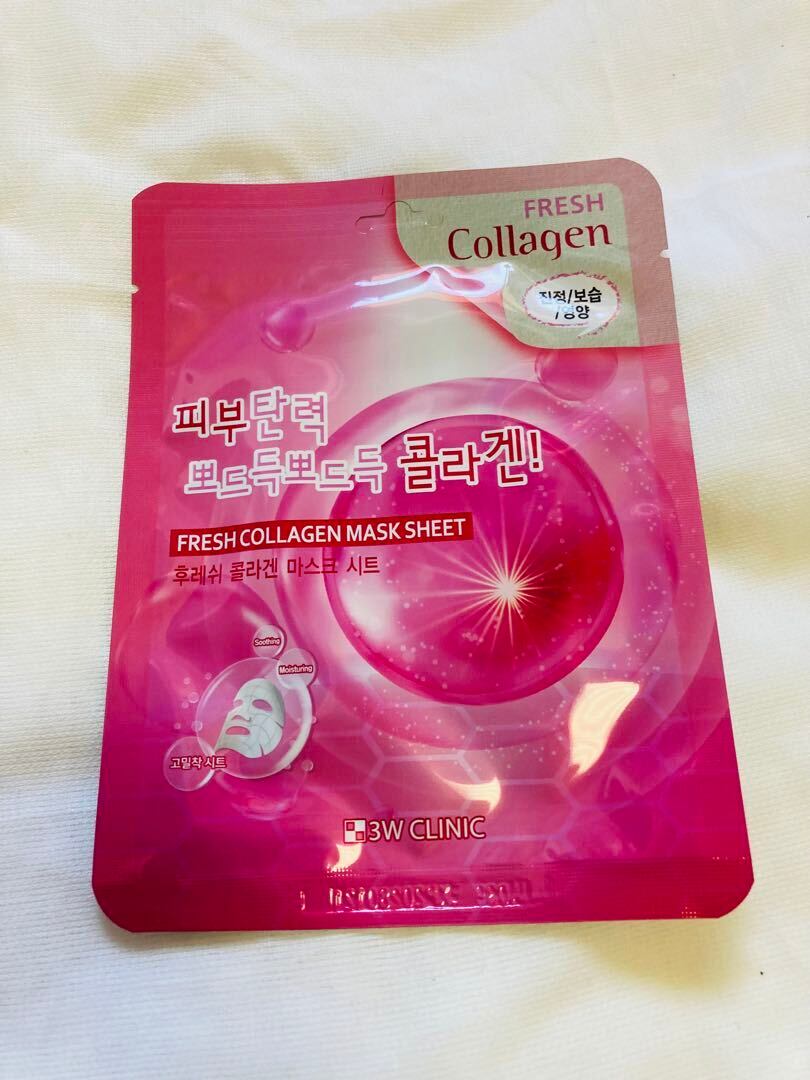 FRESH
Collagen
진정/보습
/영양
피부탄력
뽀드득뽀드득 콜라겐!
FRESH COLLAGEN MASK SHEET
후레쉬 콜라겐 마스크 시트
Soothing
Moisturing
고밀착 시트
3W CLINIC